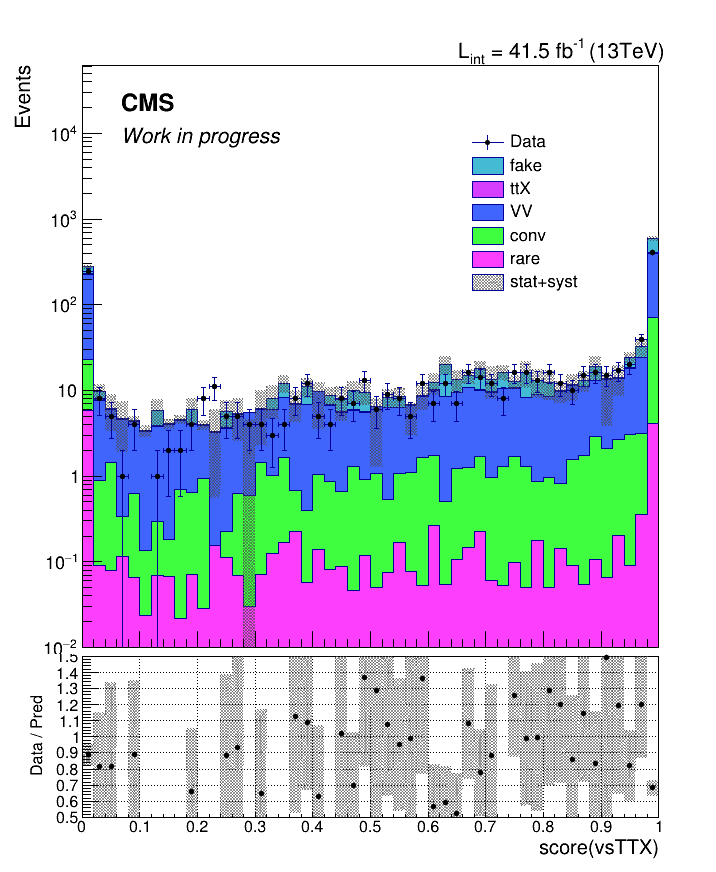 L_int = 41.5 fb^-1 (13TeV)
Events
CMS
Work in progress
Data
fake
ttX
VV
conv
rare
stat+syst
10^4
10^3
10^2
10
1
10^-1
10^-2
Data / Pred
1.5
1.4
1.3
1.2
1.1
1
0.9
0.8
0.7
0.6
0.5
0 0.1 0.2 0.3 0.4 0.5 0.6 0.7 0.8 0.9 1
score(vsTTX)